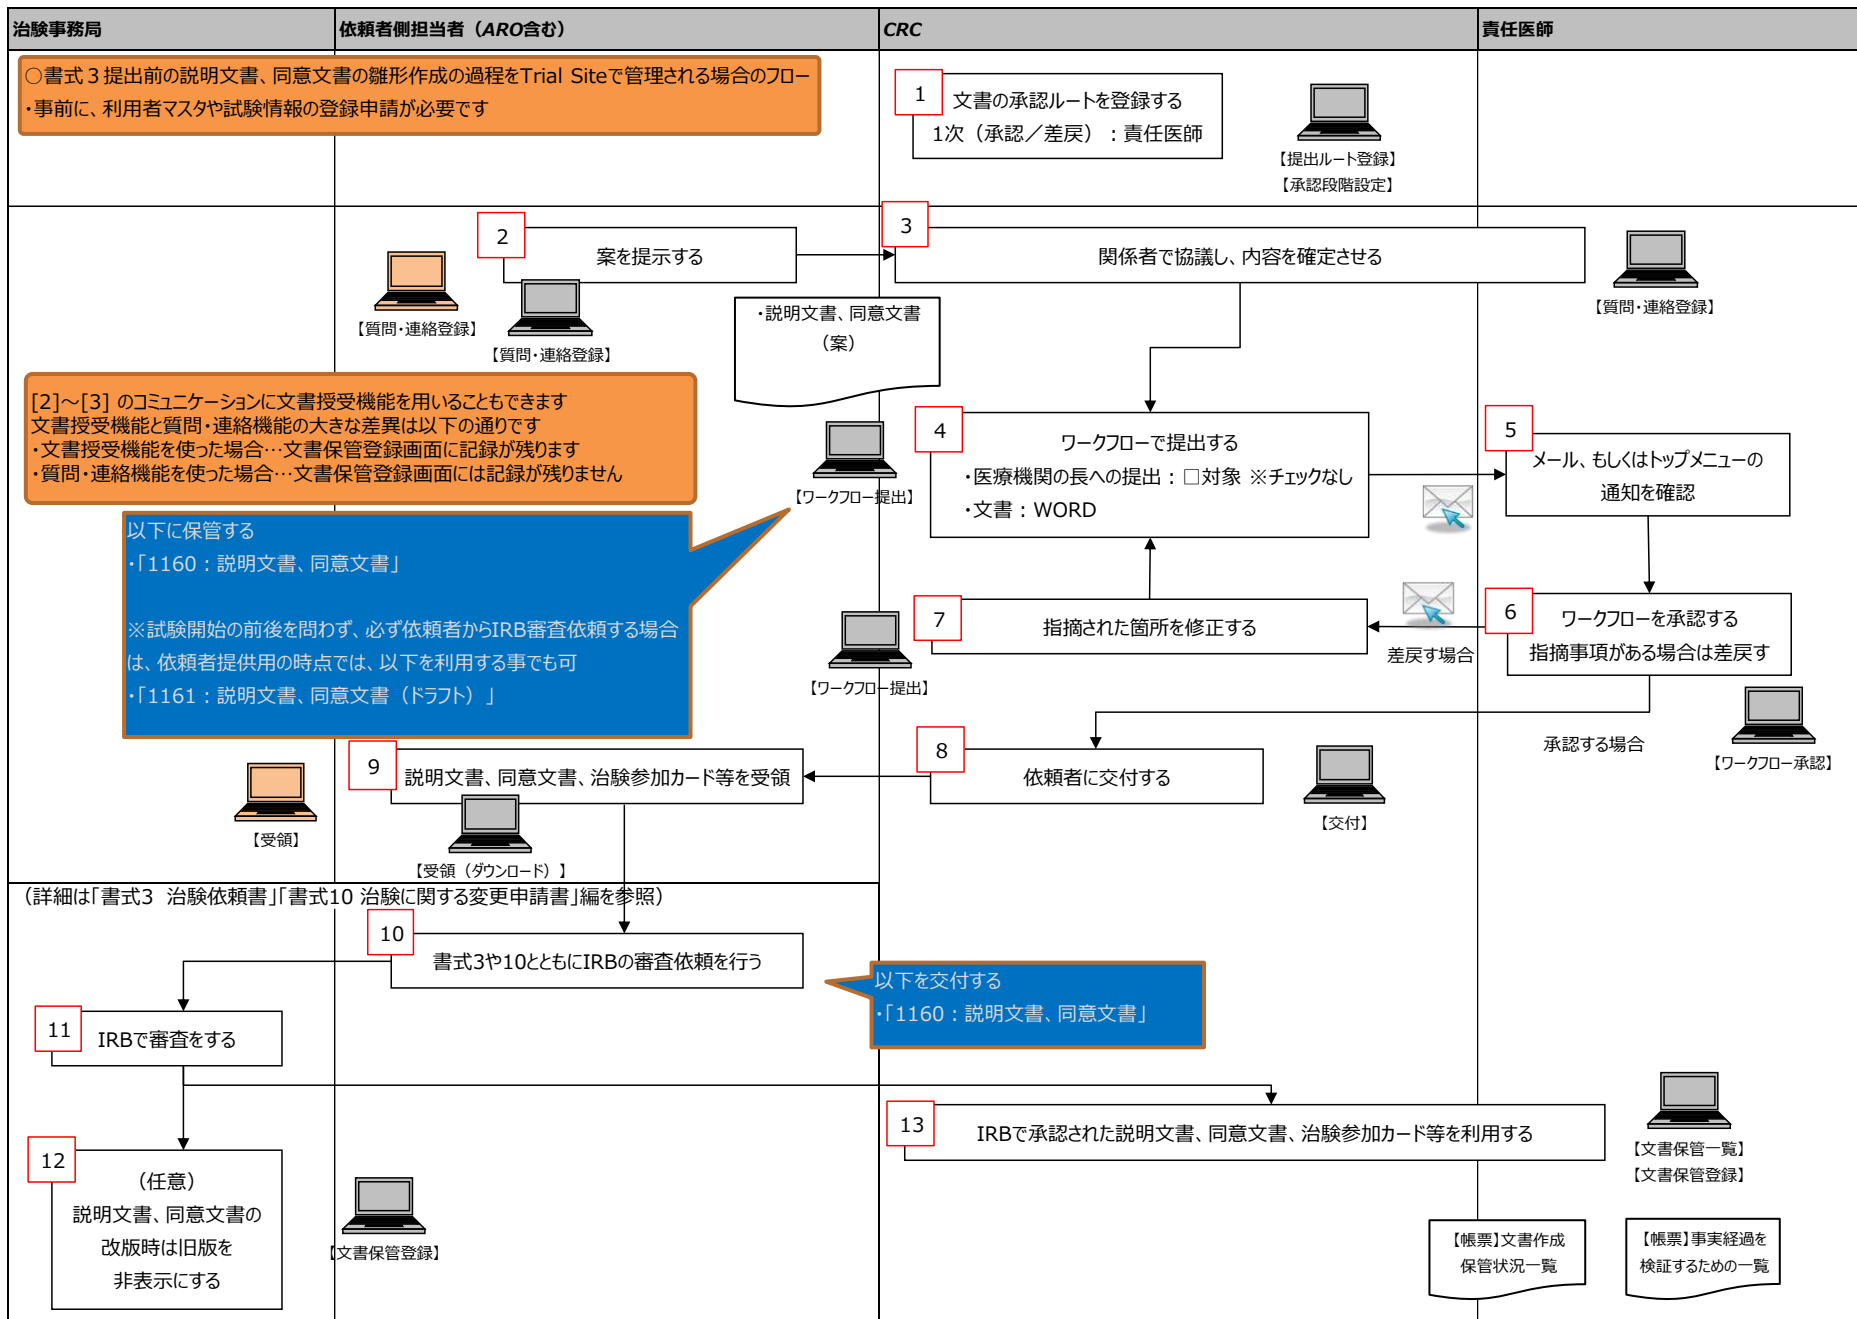 治験事務局
依頼者側担当者（ARO含む）
CRC
責任医師
○書式３提出前の説明文書、同意文書の雛形作成の過程をTrial Siteで管理される場合のフロー
・事前に、利用者マスタや試験情報の登録申請が必要です
1
文書の承認ルートを登録する
1次（承認／差戻）：責任医師
【提出ルート登録】
【承認段階設定】
2
案を提示する
3
関係者で協議し、内容を確定させる
【質問・連絡登録】
【質問・連絡登録】
【質問・連絡登録】
・説明文書、同意文書
（案）
[2]～[3] のコミュニケーションに文書授受機能を用いることもできます
文書授受機能と質問・連絡機能の大きな差異は以下の通りです
・文書授受機能を使った場合…文書保管登録画面に記録が残ります
・質問・連絡機能を使った場合…文書保管登録画面には記録が残りません
【ワークフロー提出】
4
ワークフローで提出する
・医療機関の長への提出：□対象 ※チェックなし
・文書：WORD
5
メール、もしくはトップメニューの
通知を確認
以下に保管する
・「1160：説明文書、同意文書」
※試験開始の前後を問わず、必ず依頼者からIRB審査依頼する場合
は、依頼者提供用の時点では、以下を利用する事でも可
・「1161：説明文書、同意文書（ドラフト）」
【ワークフロー提出】
7
指摘された箇所を修正する
差戻す場合
6
ワークフローを承認する
指摘事項がある場合は差戻す
承認する場合
【ワークフロー承認】
8
依頼者に交付する
【交付】
9
説明文書、同意文書、治験参加カード等を受領
【受領】
【受領（ダウンロード）】
（詳細は「書式3　治験依頼書」「書式10 治験に関する変更申請書」編を参照）
10
書式3や10とともにIRBの審査依頼を行う
以下を交付する
・「1160：説明文書、同意文書」
11
IRBで審査をする
13
IRBで承認された説明文書、同意文書、治験参加カード等を利用する
【文書保管一覧】
【文書保管登録】
12
（任意）
説明文書、同意文書の
改版時は旧版を
非表示にする
【文書保管登録】
【帳票】文書作成
保管状況一覧
【帳票】事実経過を
検証するための一覧